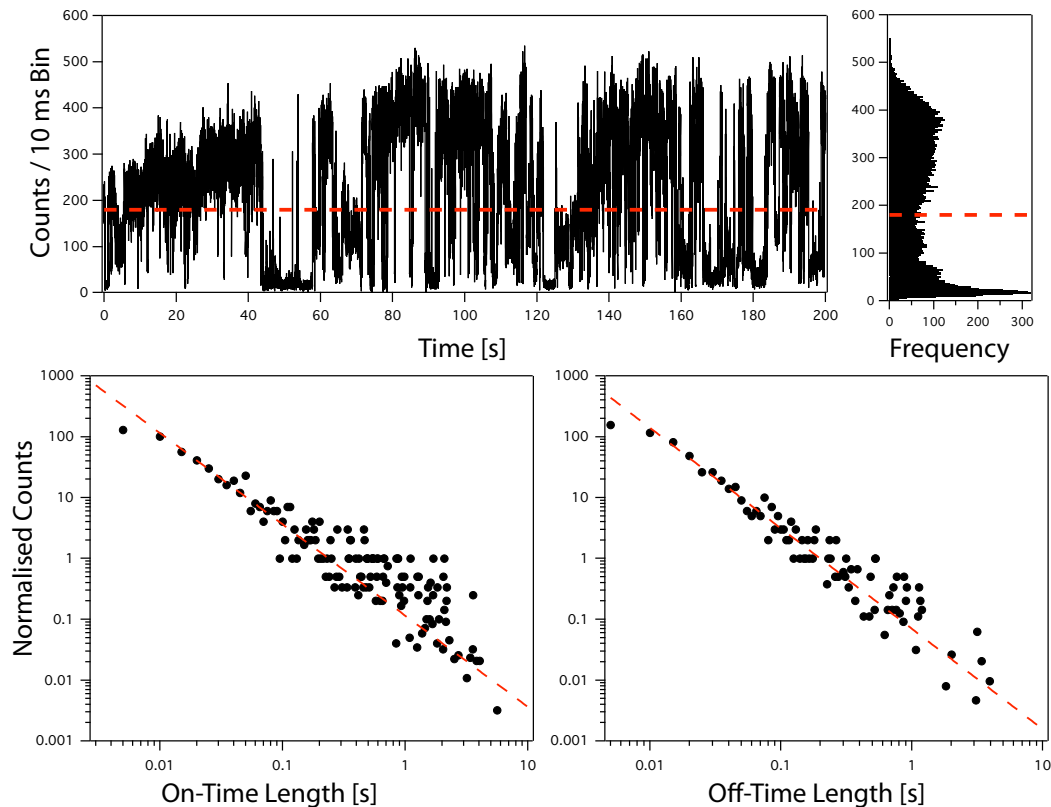 Counts / 10 ms Bin
600
500
400
300
200
100
0
0 20 40 60 80 100 120 140 160 180 200
Time [s]
600
500
400
300
200
100
0
0 100 200 300
Frequency
Normalised Counts
1000
100
10
1
0.1
0.01
0.001
0.01 0.1 1 10
On-Time Length [s]
1000
100
10
1
0.1
0.01
0.001
0.01 0.1 1 10
Off-Time Length [s]